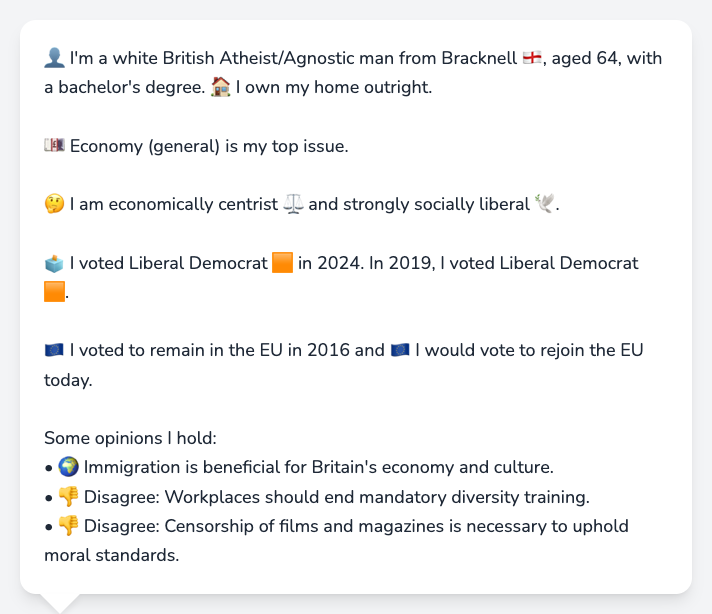 👤 I'm a white British Atheist/Agnostic man from Bracknell 🏴󠁧󠁢󠁥󠁮󠁧󠁿, aged 64, with
a bachelor's degree. 🏠 I own my home outright.
💷 Economy (general) is my top issue.
🤔 I am economically centrist ⚖️ and strongly socially liberal 🕊️.
🗳️ I voted Liberal Democrat 🟧 in 2024. In 2019, I voted Liberal Democrat
🟧.
🇪🇺 I voted to remain in the EU in 2016 and 🇪🇺 I would vote to rejoin the EU
today.
Some opinions I hold:
• 🌍 Immigration is beneficial for Britain's economy and culture.
• 👎 Disagree: Workplaces should end mandatory diversity training.
• 👎 Disagree: Censorship of films and magazines is necessary to uphold
moral standards.